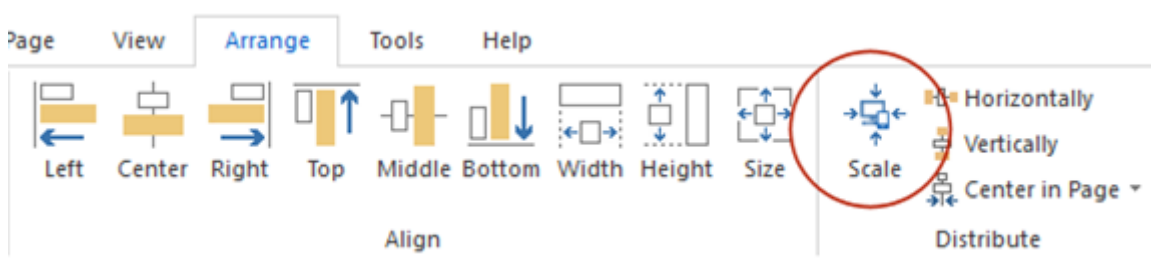 Page View Arrange Tools Help
Horizontally
Vertically
Left Center Right Top Middle Bottom Width Height Size Scale
Center in Page
Align Distribute